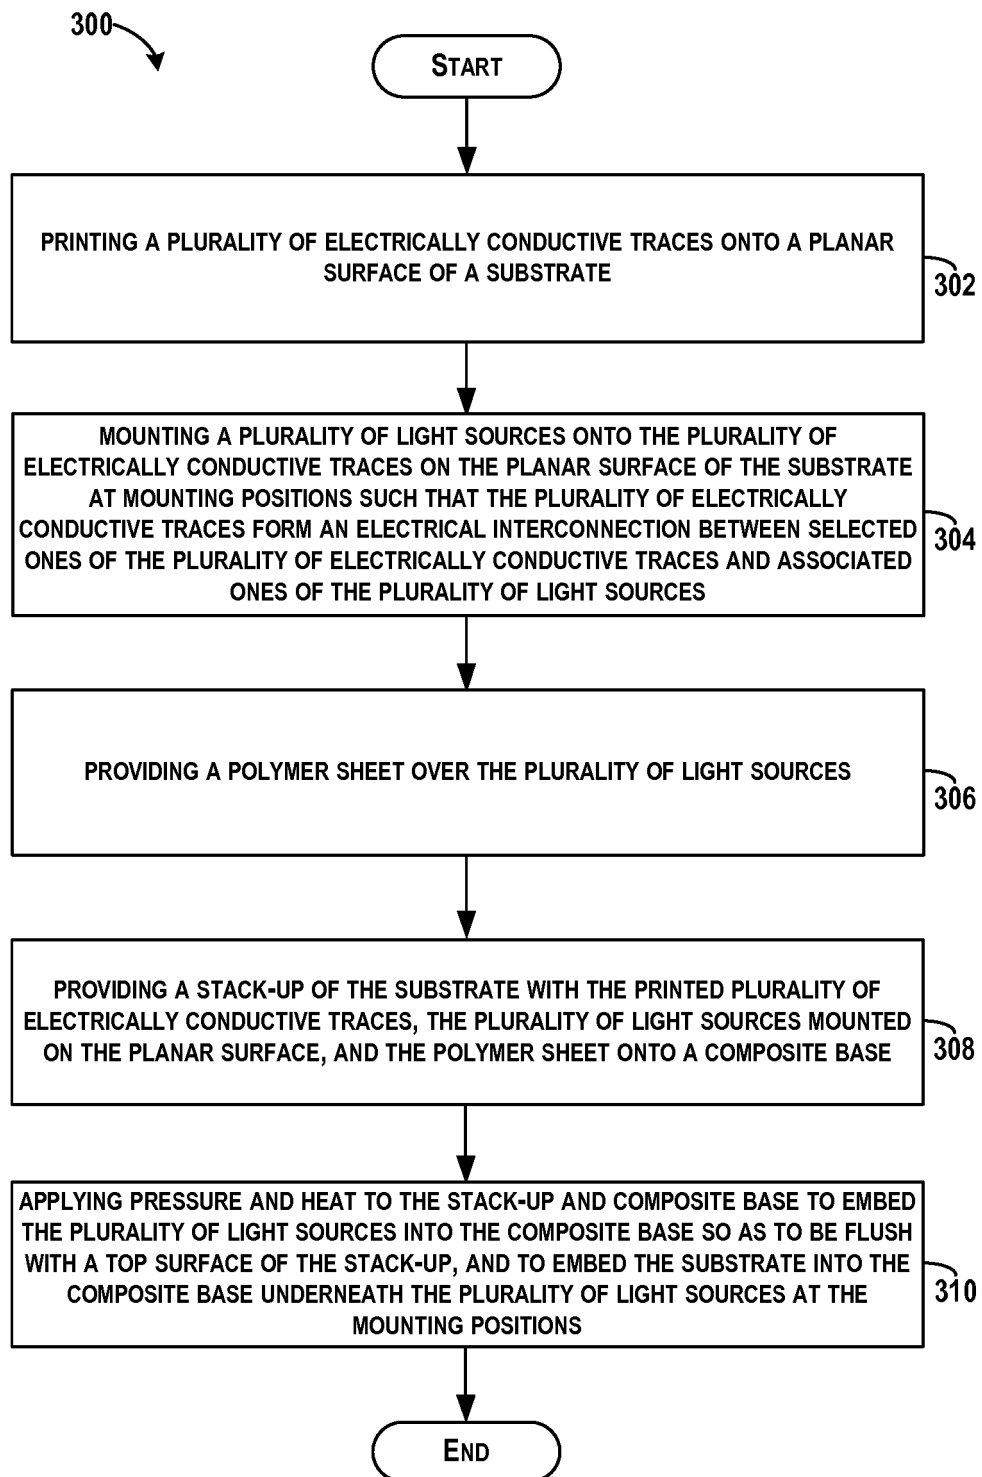 300
START
PRINTING A PLURALITY OF ELECTRICALLY CONDUCTIVE TRACES ONTO A PLANAR
SURFACE OF A SUBSTRATE
302
MOUNTING A PLURALITY OF LIGHT SOURCES ONTO THE PLURALITY OF
ELECTRICALLY CONDUCTIVE TRACES ON THE PLANAR SURFACE OF THE SUBSTRATE
AT MOUNTING POSITIONS SUCH THAT THE PLURALITY OF ELECTRICALLY
CONDUCTIVE TRACES FORM AN ELECTRICAL INTERCONNECTION BETWEEN SELECTED
ONES OF THE PLURALITY OF ELECTRICALLY CONDUCTIVE TRACES AND ASSOCIATED
ONES OF THE PLURALITY OF LIGHT SOURCES
304
PROVIDING A POLYMER SHEET OVER THE PLURALITY OF LIGHT SOURCES
306
PROVIDING A STACK-UP OF THE SUBSTRATE WITH THE PRINTED PLURALITY OF
ELECTRICALLY CONDUCTIVE TRACES, THE PLURALITY OF LIGHT SOURCES MOUNTED
ON THE PLANAR SURFACE, AND THE POLYMER SHEET ONTO A COMPOSITE BASE
308
APPLYING PRESSURE AND HEAT TO THE STACK-UP AND COMPOSITE BASE TO EMBED
THE PLURALITY OF LIGHT SOURCES INTO THE COMPOSITE BASE SO AS TO BE FLUSH
WITH A TOP SURFACE OF THE STACK-UP, AND TO EMBED THE SUBSTRATE INTO THE
COMPOSITE BASE UNDERNEATH THE PLURALITY OF LIGHT SOURCES AT THE
MOUNTING POSITIONS
310
END